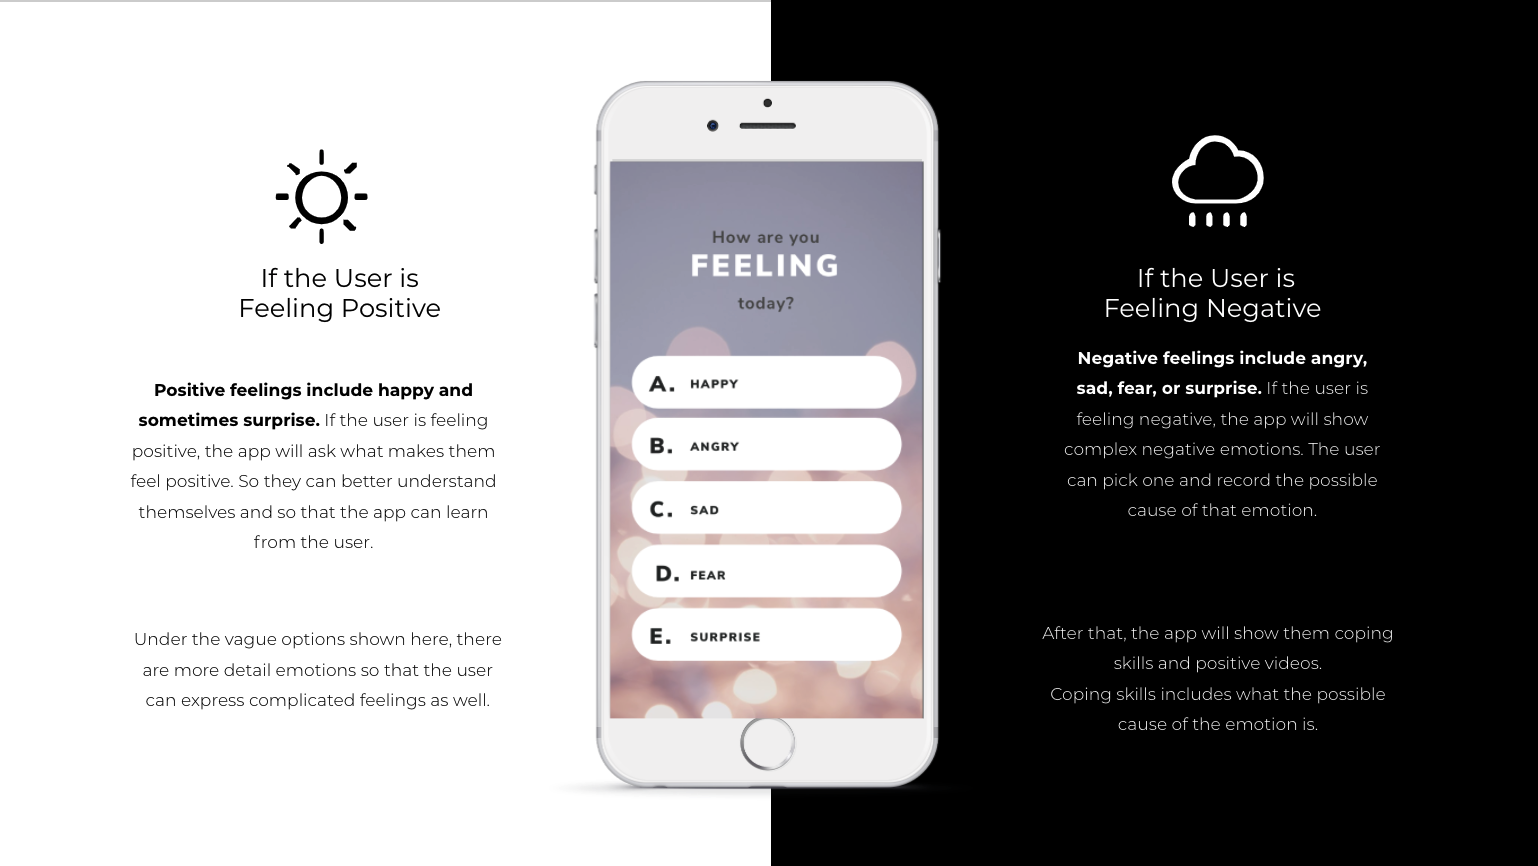 If the User is
Feeling Positive
Positive feelings include happy and
sometimes surprise. If the user is feeling
positive, the app will ask what makes them
feel positive. So they can better understand
themselves and so that the app can learn
from the user.
Under the vague options shown here, there
are more detail emotions so that the user
can express complicated feelings as well.
How are you
FEELING
today?
A. HAPPY
B. ANGRY
C. SAD
D. FEAR
E. SURPRISE
If the User is
Feeling Negative
Negative feelings include angry,
sad, fear, or surprise. If the user is
feeling negative, the app will show
complex negative emotions. The user
can pick one and record the possible
cause of that emotion.
After that, the app will show them coping
skills and positive videos.
Coping skills includes what the possible
cause of the emotion is.